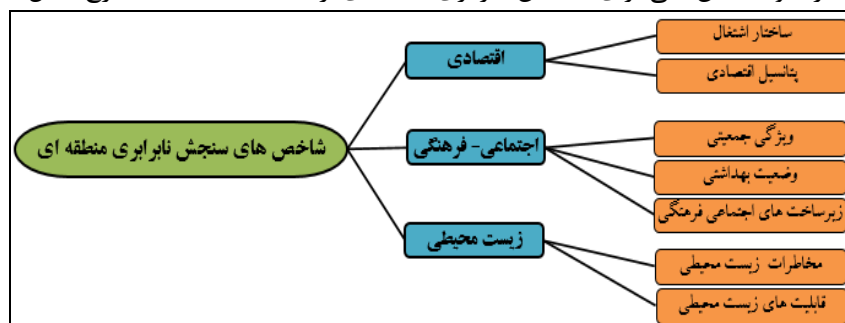 شاخص های سنجش نابرابری منطقه ای
اقتصادی
ساختار اشتغال
پتانسیل اقتصادی
اجتماعی- فرهنگی
ویژگی جمعیتی
وضعیت بهداشتی
زیرساخت های اجتماعی فرهنگی
زیست محیطی
مخاطرات زیست محیطی
قابلیت های زیست محیطی